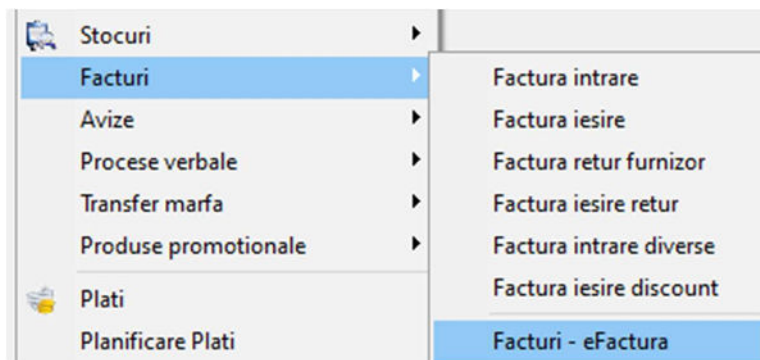 Stocuri
Facturi
Avize
Procese verbale
Transfer marfa
Produse promotionale
Plati
Planificare Plati
Factura intrare
Factura iesire
Factura retur furnizor
Factura iesire retur
Factura intrare diverse
Factura iesire discount
Facturi - eFactura